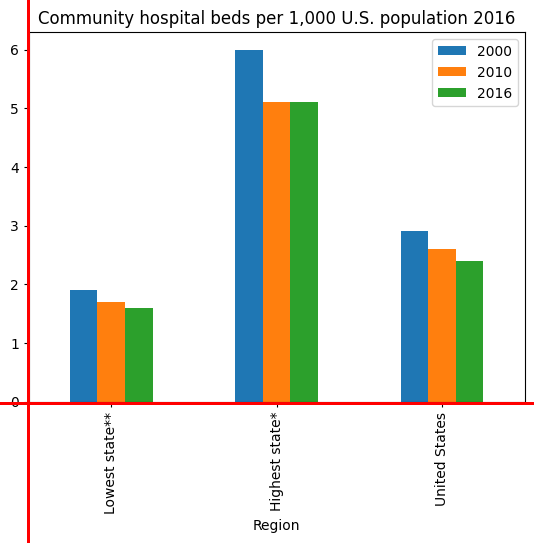 Community hospital beds per 1,000 U.S. population 2016
2000
2010
2016
6
5
4
3
2
1
0
Lowest state**
Highest state*
United States
Region